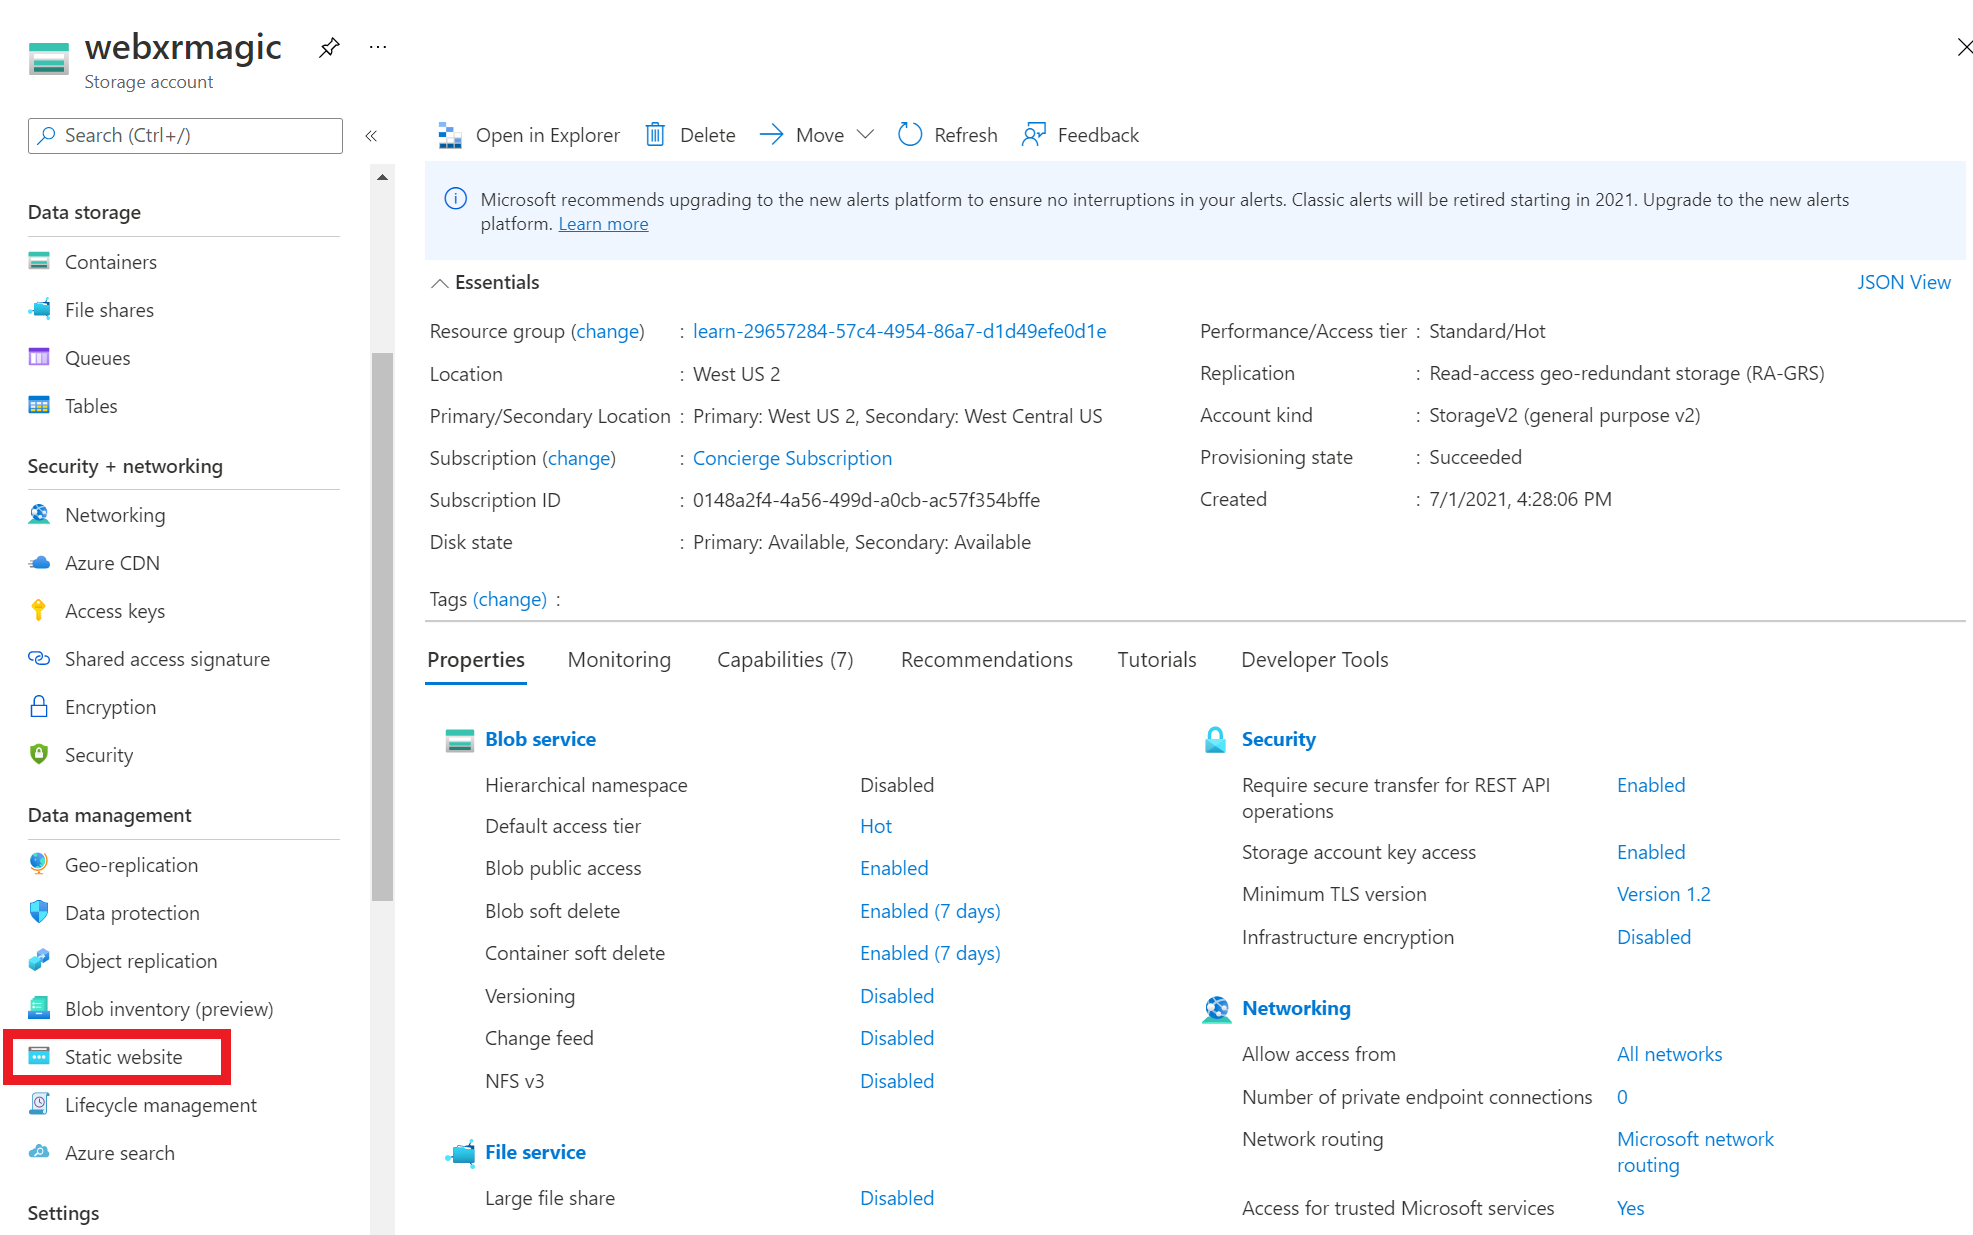 webxrmagic
Storage account
Search (Ctrl+/)
Data storage
Containers
File shares
Queues
Tables
Security + networking
Networking
Azure CDN
Access keys
Shared access signature
Encryption
Security
Data management
Geo-replication
Data protection
Object replication
Blob inventory (preview)
Static website
Lifecycle management
Azure search
Settings
Open in Explorer Delete Move Refresh Feedback
Microsoft recommends upgrading to the new alerts platform to ensure no interruptions in your alerts. Classic alerts will be retired starting in 2021. Upgrade to the new alerts
platform. Learn more
Essentials
JSON View
Resource group (change) : learn-29657284-57c4-4954-86a7-d1d49efe0d1e
Location : West US 2
Primary/Secondary Location : Primary: West US 2, Secondary: West Central US
Subscription (change) : Concierge Subscription
Subscription ID : 0148a2f4-4a56-499d-a0cb-ac57f354bffe
Disk state : Primary: Available, Secondary: Available
Performance/Access tier : Standard/Hot
Replication : Read-access geo-redundant storage (RA-GRS)
Account kind : StorageV2 (general purpose v2)
Provisioning state : Succeeded
Created : 7/1/2021, 4:28:06 PM
Tags (change) :
Properties Monitoring Capabilities (7) Recommendations Tutorials Developer Tools
Blob service
Hierarchical namespace Disabled
Default access tier Hot
Blob public access Enabled
Blob soft delete Enabled (7 days)
Container soft delete Enabled (7 days)
Versioning Disabled
Change feed Disabled
NFS v3 Disabled
File service
Large file share Disabled
Security
Require secure transfer for REST API Enabled
operations
Storage account key access Enabled
Minimum TLS version Version 1.2
Infrastructure encryption Disabled
Networking
Allow access from All networks
Number of private endpoint connections 0
Network routing Microsoft network
routing
Access for trusted Microsoft services Yes